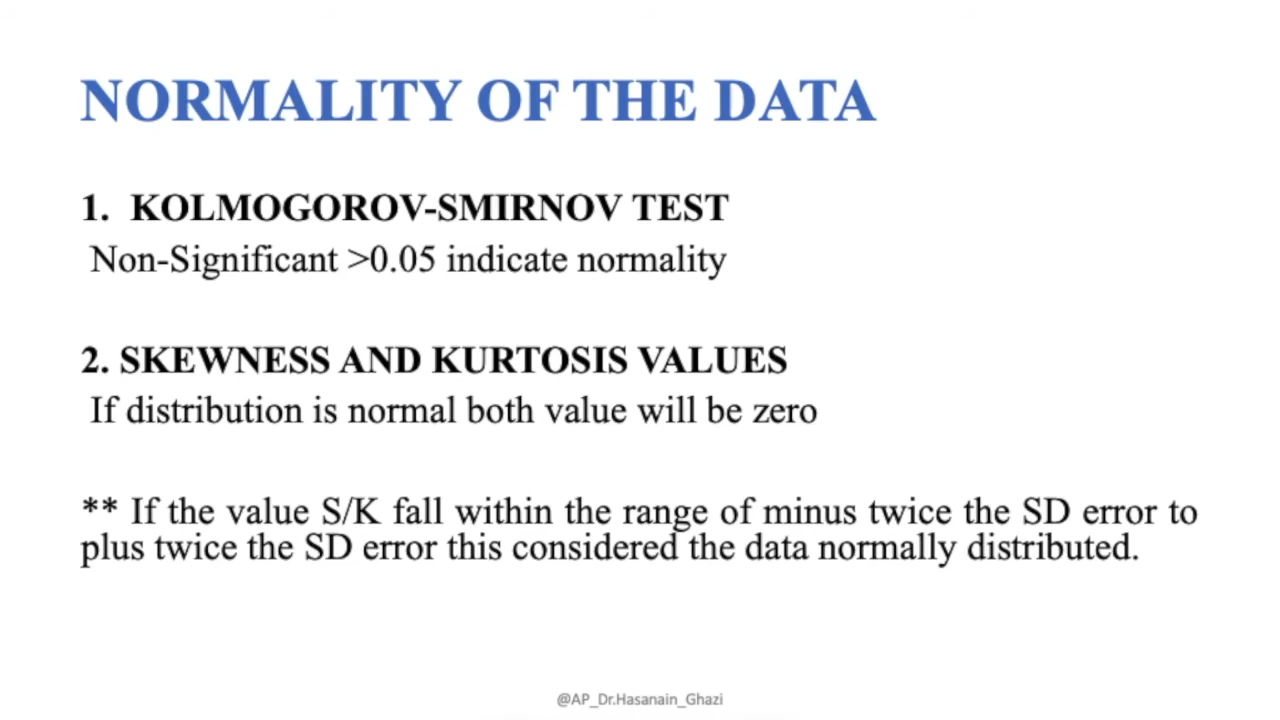 NORMALITY OF THE DATA
1. KOLMOGOROV-SMIRNOV TEST
Non-Significant >0.05 indicate normality
2. SKEWNESS AND KURTOSIS VALUES
If distribution is normal both value will be zero
** If the value S/K fall within the range of minus twice the SD error to
plus twice the SD error this considered the data normally distributed.
@AP_Dr.Hasanain_Ghazi